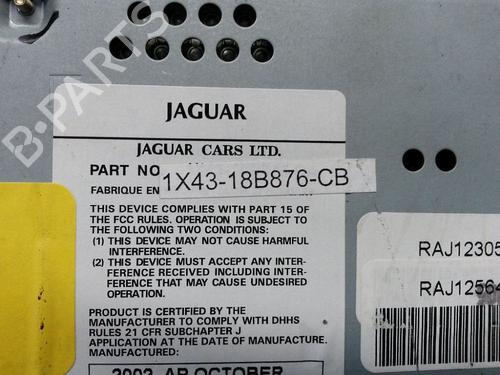 B-PARTS
JAGUAR
JAGUAR CARS LTD.
PART NO
1X43-18B876-CB
FABRIQUE EN
THIS DEVICE COMPLIES WITH PART 15 OF
THE FCC RULES. OPERATION IS SUBJECT TO
THE FOLLOWING TWO CONDITIONS:
(1) THIS DEVICE MAY NOT CAUSE HARMFUL
INTERFERENCE.
(2) THIS DEVICE MUST ACCEPT ANY INTER-
FERENCE RECEIVED INCLUDING INTER-
FERENCE THAT MAY CAUSE UNDESIRED
OPERATION.
PRODUCT IS CERTIFIED BY THE
MANUFACTURER TO COMPLY WITH DHHS
RULES 21 CFR SUBCHAPTER J
APPLICATION AT THE DATE OF MANUFACTURE.
MANUFACTURED:
2002 AP OCTOBER
RAJ12305
RAJ12564